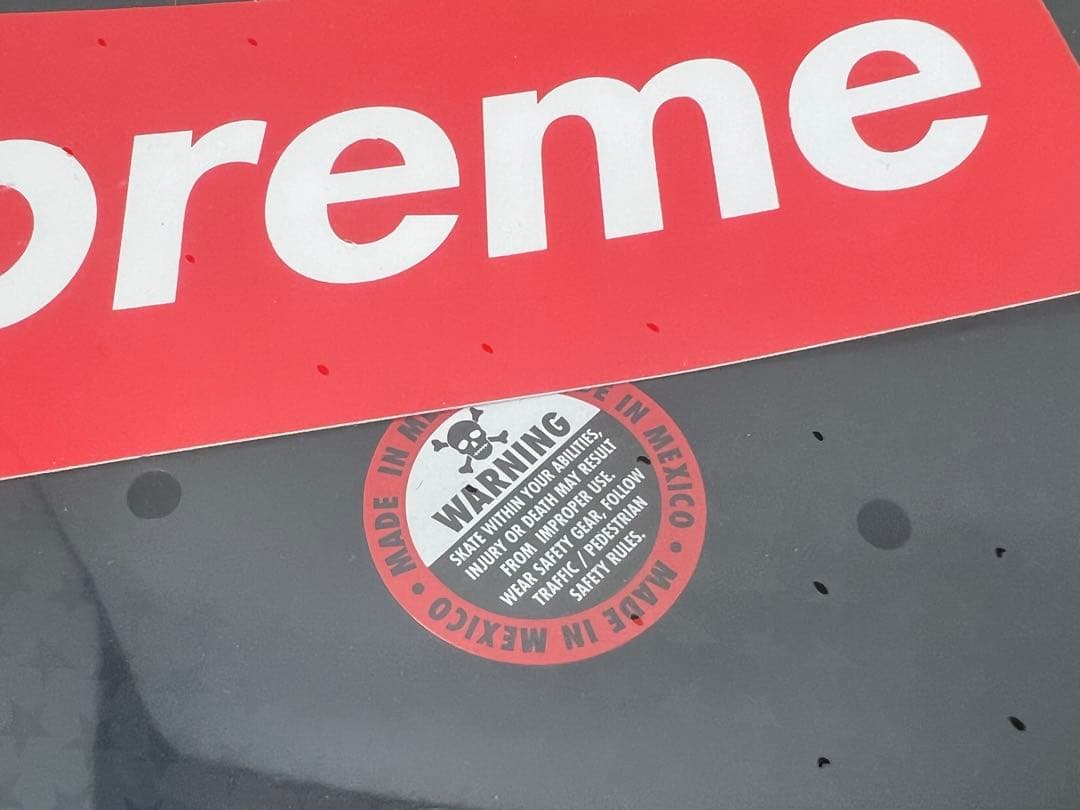 preme
MADE IN MEXICO • MADE IN MEXICO •
WARNING
SKATE WITHIN YOUR ABILITIES,
INJURY OR DEATH MAY RESULT
FROM IMPROPER USE.
WEAR SAFETY GEAR, FOLLOW
TRAFFIC / PEDESTRIAN
SAFETY RULES.